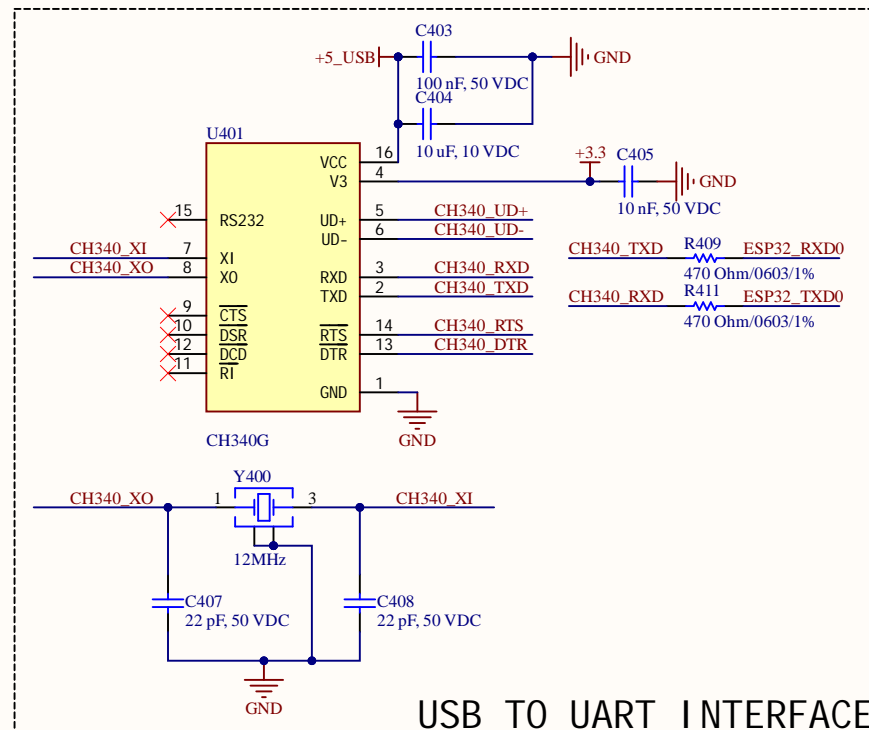 C403
+5_USB
GND
100 nF, 50 VDC
C404
10 uF, 10 VDC
U401
VCC 16
V3 4
+3.3
C405
GND
10 nF, 50 VDC
15 RS232
UD+ 5 CH340_UD+
UD- 6 CH340_UD-
CH340_XI 7 XI
CH340_XO 8 XO
RXD 3 CH340_RXD
TXD 2 CH340_TXD
CH340_TXD R409 ESP32_RXD0
470 Ohm/0603/1%
CH340_RXD R411 ESP32_TXD0
470 Ohm/0603/1%
9 CTS
10 DSR
12 DCD
11 RI
RTS 14 CH340_RTS
DTR 13 CH340_DTR
GND 1
GND
CH340G
Y400
CH340_XO 1 3 CH340_XI
12MHz
C407
22 pF, 50 VDC
C408
22 pF, 50 VDC
GND
USB TO UART INTERFACE